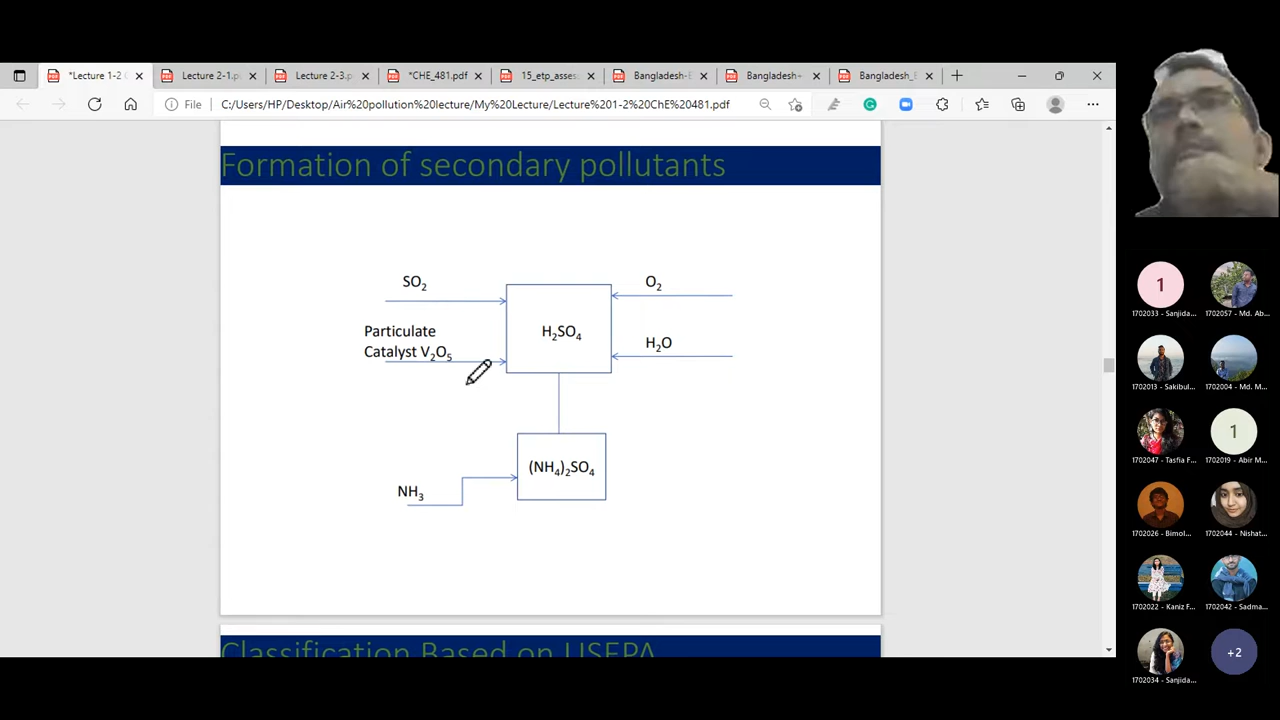 *Lecture 1-2
Lecture 2-1.p
Lecture 2-3.p
*CHE_481.pdf
15_etp_asses
Bangladesh-E
Bangladesh-
Bangladesh_E
File
C:/Users/HP/Desktop/Air%20pollution%20lecture/My%20Lecture/Lecture%201-2%20ChE%20481.pdf
Formation of secondary pollutants
SO2
O2
Particulate
Catalyst V2O5
H2SO4
H2O
(NH4)2SO4
NH3
Classification Based on USEPA
1
1702033 - Sanjida...
1702057 - Md. Ab...
1702013 - Sakibul...
1702004 - Md. M...
1
1702047 - Tasfia F...
1702019 - Abir M...
1702026 - Bimol...
1702044 - Nishat...
1702022 - Kaniz F...
1702042 - Sadma...
+2
1702034 - Sanjida...